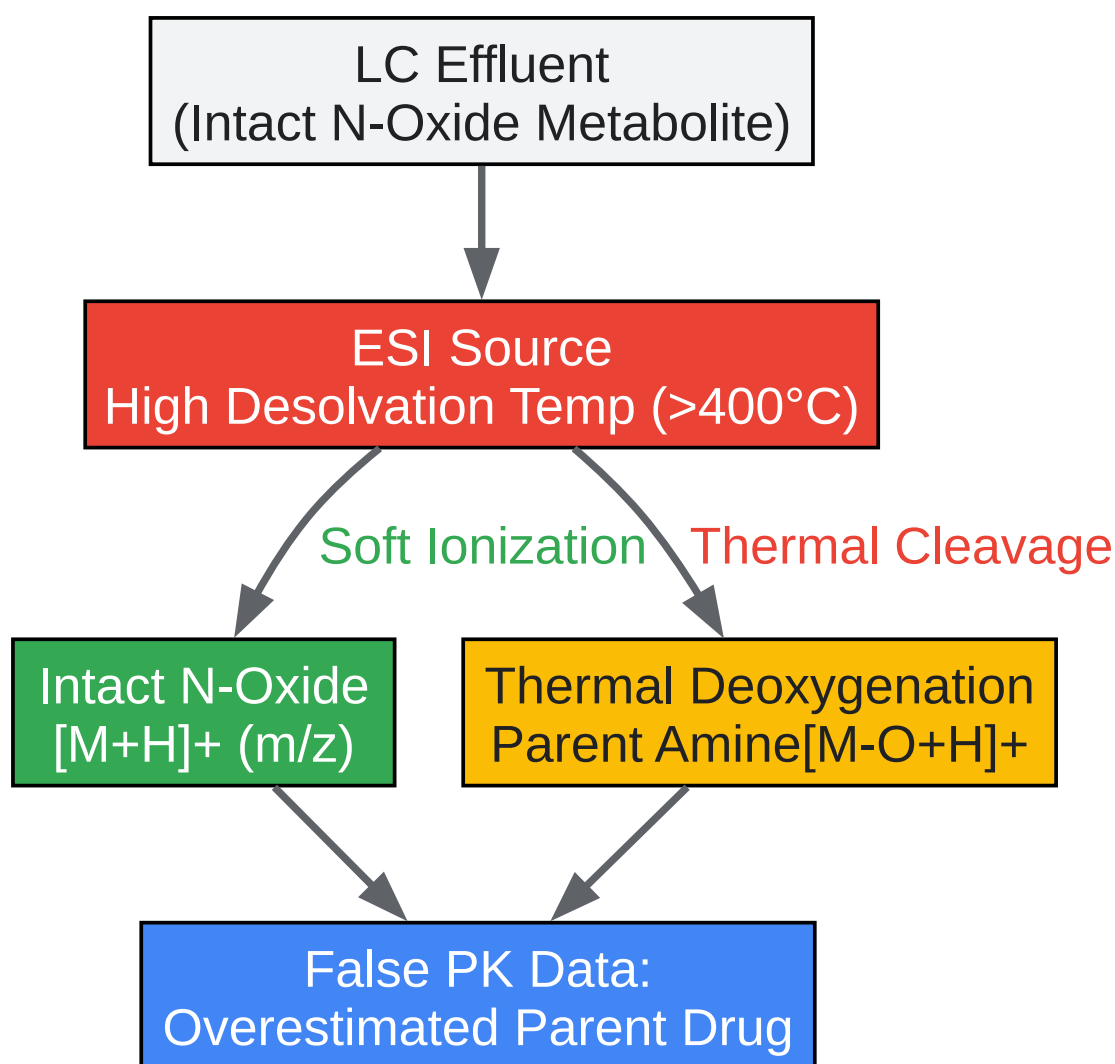 LC Effluent
(Intact N-Oxide Metabolite)
ESI Source
High Desolvation Temp (>400°C)
Soft Ionization
Thermal Cleavage
Intact N-Oxide
[M+H]+ (m/z)
Thermal Deoxygenation
Parent Amine[M-O+H]+
False PK Data:
Overestimated Parent Drug